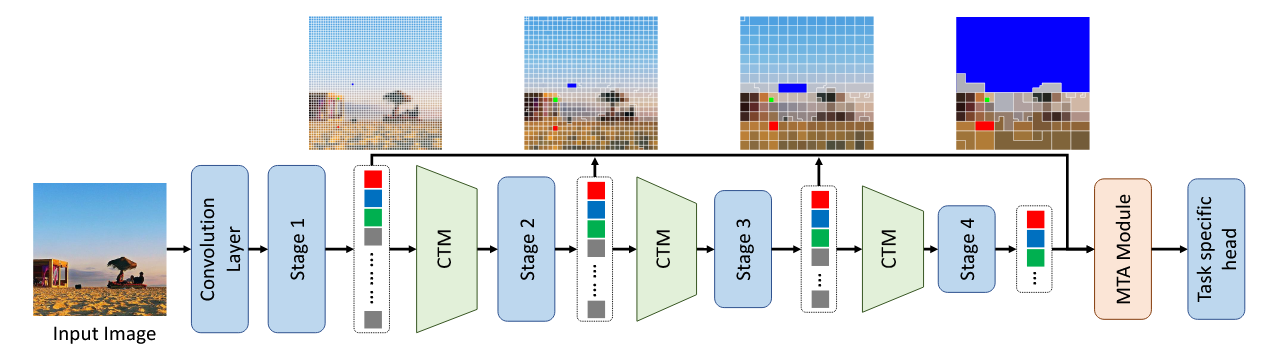 Input Image
Convolution
Layer
Stage 1
CTM
Stage 2
CTM
Stage 3
CTM
Stage 4
MTA Module
Task specific
head